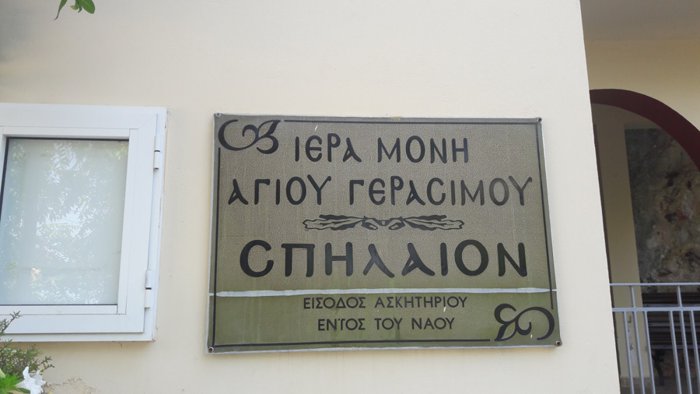 ΙΕΡΑ ΜΟΝΗ
ΑΓΙΟΥ ΓΕΡΑϹΙΜΟΥ
ϹΠΗΛΑΙΟΝ
ΕΙΣΟΔΟΣ ΑΣΚΗΤΗΡΙΟΥ
ΕΝΤΟΣ ΤΟΥ ΝΑΟΥ